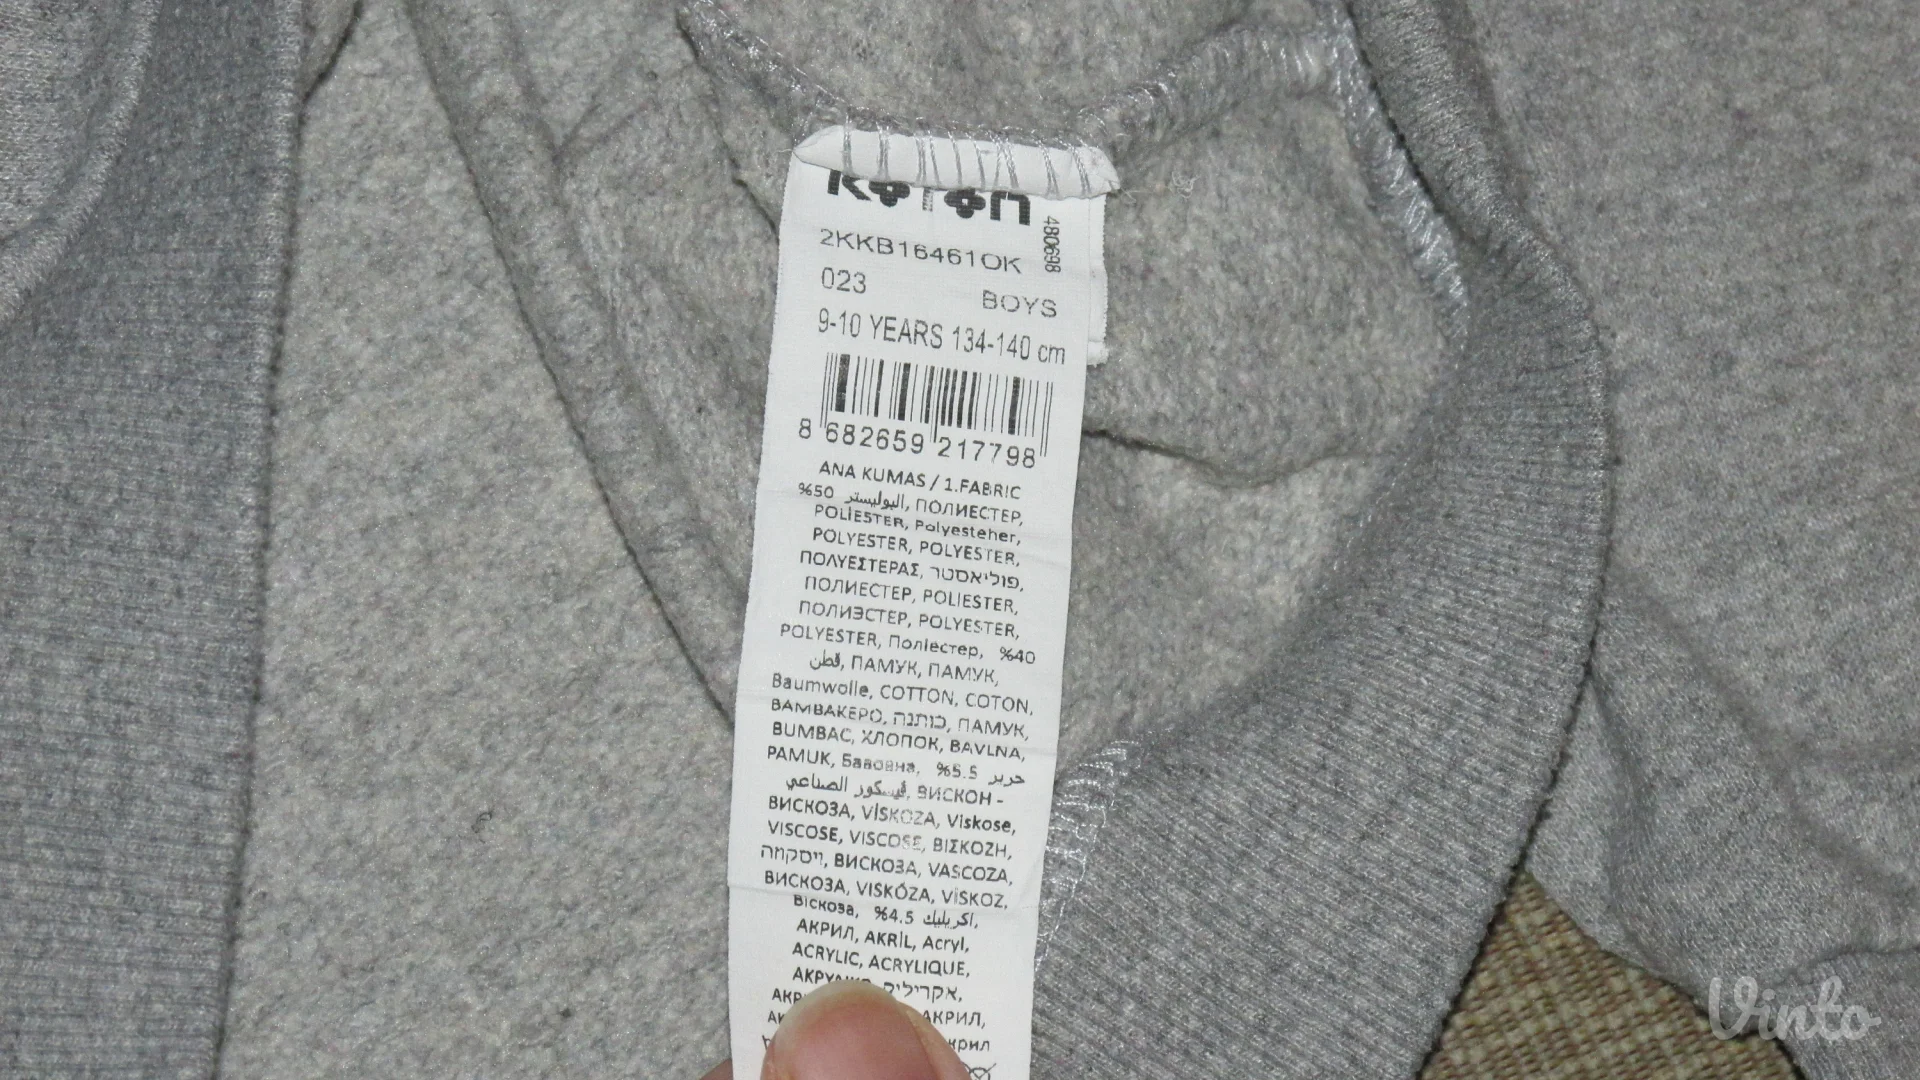 koton
480698
2KKB16461OK
023 BOYS
9-10 YEARS 134-140 cm
8 682659 217798
ANA KUMAS / 1.FABRIC
%50 البوليستر, ПОЛИЕСТЕР,
POLİESTER, Polyesteher,
POLYESTER, POLYESTER,
ΠΟΛΥΕΣΤΕΡΑΣ, פוליאסטר,
ПОЛИЕСТЕР, POLIESTER,
ПОЛИЭСТЕР, POLYESTER,
POLYESTER, Поліестер, %40
قطن, ПАМУК, ПАМУК,
Baumwolle, COTTON, COTON,
ΒΑΜΒΑΚΕΡΟ, כותנה, ПАМУК,
BUMBAC, ХЛОПОК, BAVLNA,
PAMUK, Бавовна, %5.5 حرير
فيسكور الصناعي, ВИСКОН -
ВИСКОЗА, VİSKOZA, Viskose,
VISCOSE, VISCOSE, ΒΙΣΚΟΖΗ,
ויסקוזה, ВИСКОЗА, VASCOZA,
ВИСКОЗА, VISKÓZA, VİSKOZ,
Віскоза, %4.5 اكريليك,
АКРИЛ, AKRİL, Acryl,
ACRYLIC, ACRYLIQUE,
אקריליק,
АКРИЛ,
Vinto